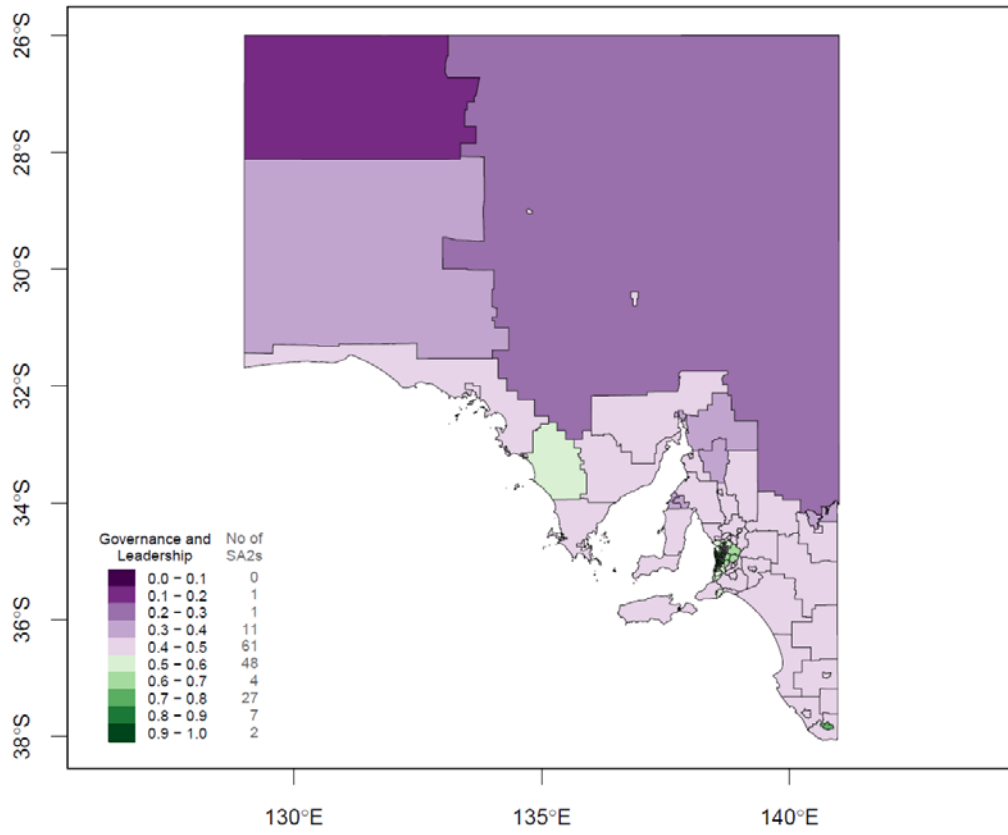 26°S
28°S
30°S
32°S
34°S
36°S
38°S
Governance and Leadership No of SA2s
0.0 – 0.1 0
0.1 – 0.2 1
0.2 – 0.3 1
0.3 – 0.4 11
0.4 – 0.5 61
0.5 – 0.6 48
0.6 – 0.7 4
0.7 – 0.8 27
0.8 – 0.9 7
0.9 – 1.0 2
130°E 135°E 140°E